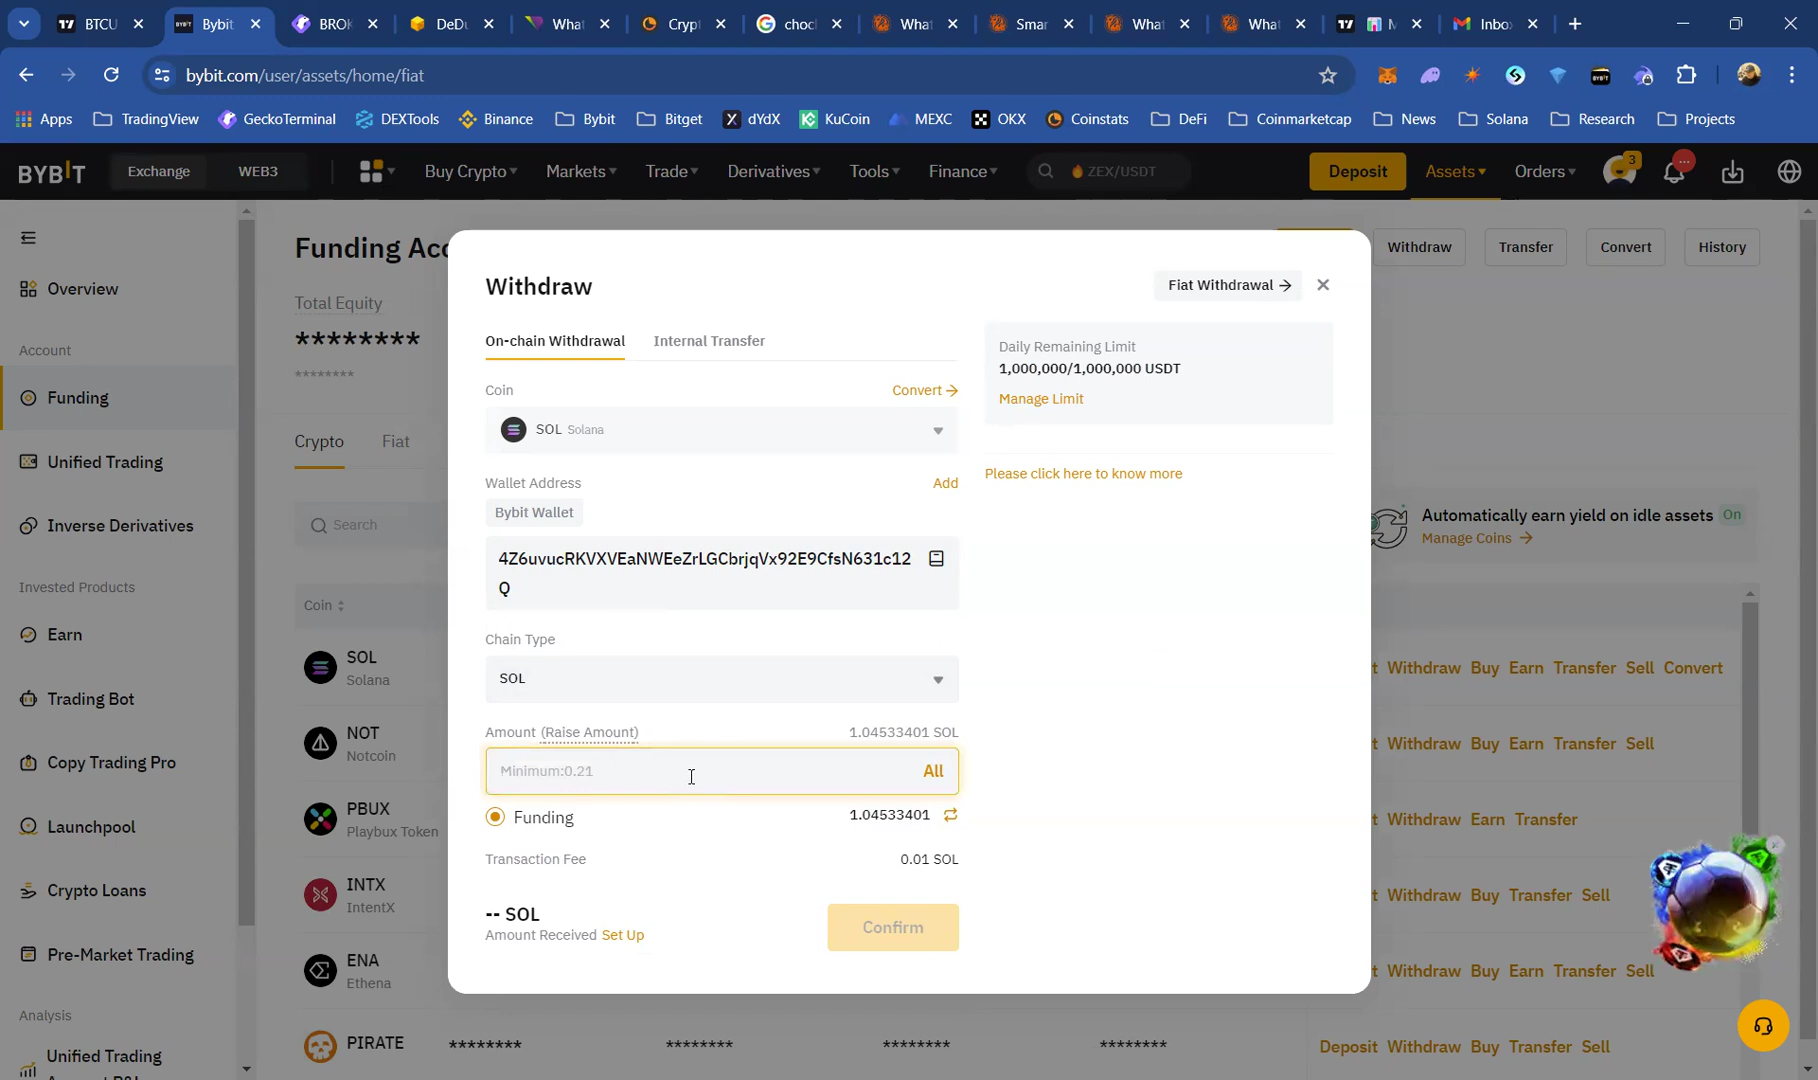 BTCU
Bybit
BROK
DeDu
What
Crypt
choc
What
Smar
What
What
M
Inbox
bybit.com/user/assets/home/fiat
Apps
TradingView
GeckoTerminal
DEXTools
Binance
Bybit
Bitget
dYdX
KuCoin
MEXC
OKX
Coinstats
DeFi
Coinmarketcap
News
Solana
Research
Projects
BYBIT
Exchange
WEB3
Buy Crypto
Markets
Trade
Derivatives
Tools
Finance
ZEX/USDT
Deposit
Assets
Orders
3
Overview
Account
Funding
Unified Trading
Inverse Derivatives
Invested Products
Earn
Trading Bot
Copy Trading Pro
Launchpool
Crypto Loans
Pre-Market Trading
Analysis
Unified Trading
Funding Acc
Withdraw
Transfer
Convert
History
Total Equity
********
********
Crypto
Fiat
Search
Automatically earn yield on idle assets On
Manage Coins →
Coin
SOL
Solana
t Withdraw Buy Earn Transfer Sell Convert
NOT
Notcoin
t Withdraw Buy Earn Transfer Sell
PBUX
Playbux Token
t Withdraw Earn Transfer
INTX
IntentX
t Withdraw Buy Transfer Sell
ENA
Ethena
t Withdraw Buy Earn Transfer Sell
PIRATE
********
********
********
********
Deposit Withdraw Buy Transfer Sell
Withdraw
Fiat Withdrawal →
On-chain Withdrawal
Internal Transfer
Coin
Convert →
SOL Solana
Wallet Address
Add
Bybit Wallet
4Z6uvucRKVXVEaNWEeZrLGCbrjqVx92E9CfsN631c12
Q
Chain Type
SOL
Amount (Raise Amount)
1.04533401 SOL
Minimum:0.21
All
Funding
1.04533401
Transaction Fee
0.01 SOL
-- SOL
Amount Received Set Up
Confirm
Daily Remaining Limit
1,000,000/1,000,000 USDT
Manage Limit
Please click here to know more